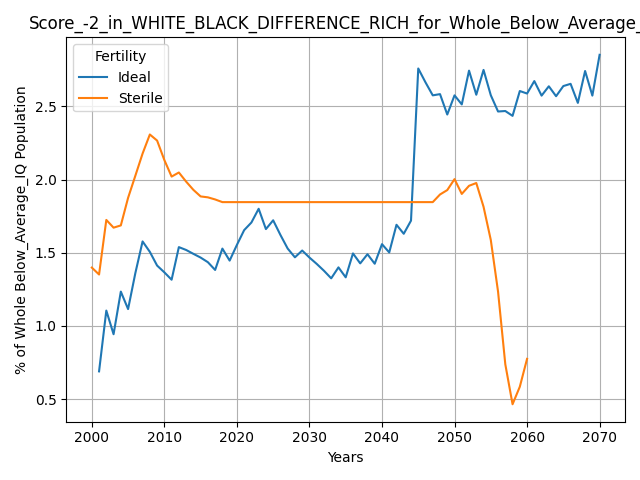 Score_-2_in_WHITE_BLACK_DIFFERENCE_RICH_for_Whole_Below_Average_
Fertility
Ideal
Sterile
% of Whole Below_Average_IQ Population
2.5
2.0
1.5
1.0
0.5
2000 2010 2020 2030 2040 2050 2060 2070
Years